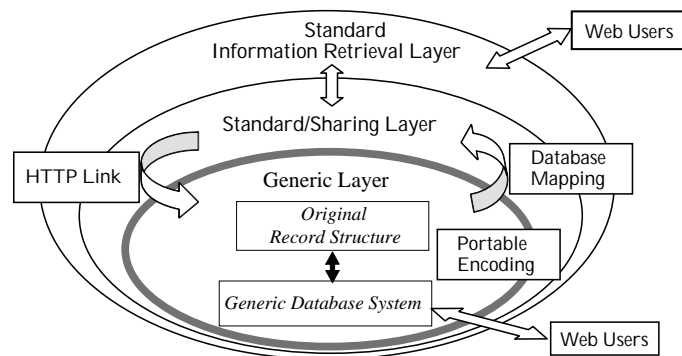 Standard
Information Retrieval Layer
Web Users
Standard/Sharing Layer
HTTP Link
Database
Mapping
Generic Layer
Original
Record Structure
Portable
Encoding
Generic Database System
Web Users